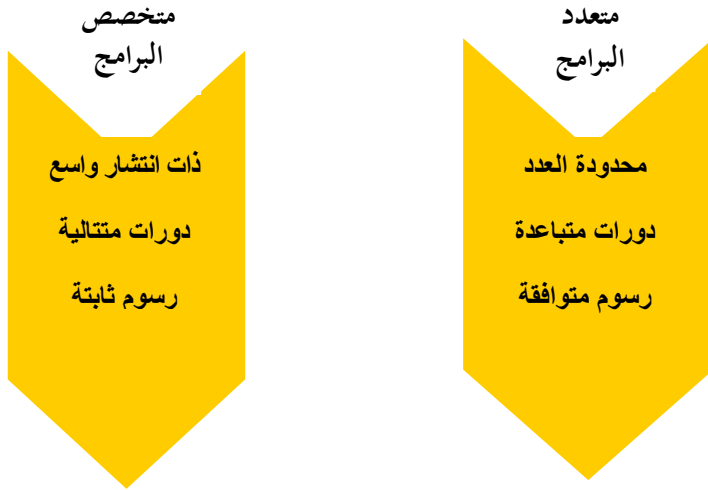 متعدد
البرامج
محدودة العدد
دورات متباعدة
رسوم متوافقة
متخصص
البرامج
ذات انتشار واسع
دورات متتالية
رسوم ثابتة